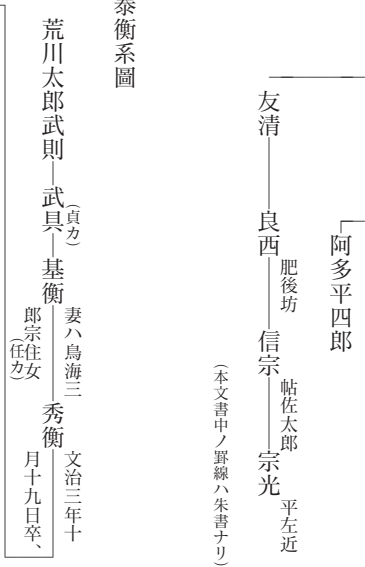 阿多平四郎
友清 良西 肥後坊 信宗 帖佐太郎 宗光 平左近
(本文書中ノ罫線ハ朱書ナリ)
泰衡系圖
荒川太郎武則 武具(貞カ) 基衡 妻ハ鳥海三郎宗住女(任カ) 秀衡 文治三年十月十九日卒、